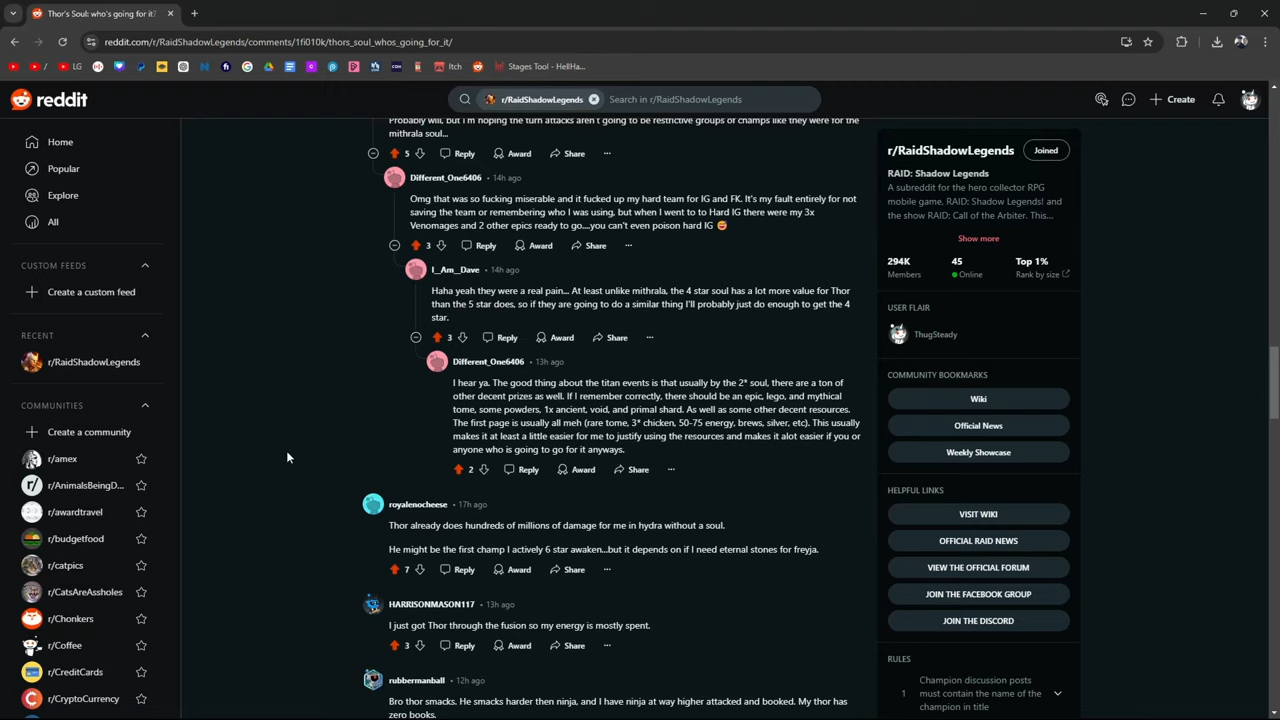 Thor's Soul: who's going for it?
reddit.com/r/RaidShadowLegends/comments/1fi010k/thors_soul_whos_going_for_it/
/
LG
CDN
Itch
Stages Tool - HellHa...
reddit
r/RaidShadowLegends
Search in r/RaidShadowLegends
Create
Home
Popular
Explore
All
CUSTOM FEEDS
Create a custom feed
RECENT
r/RaidShadowLegends
COMMUNITIES
Create a community
r/amex
r/AnimalsBeingD...
r/awardtravel
r/budgetfood
r/catpics
r/CatsAreAssholes
r/Chonkers
r/Coffee
r/CreditCards
r/CryptoCurrency
Probably will, but I'm hoping the turn attacks aren't going to be restrictive groups of champs like they were for the
mithrala soul...
5 Reply Award Share ...
Different_One6406 • 14h ago
Omg that was so fucking miserable and it fucked up my hard team for IG and FK. It's my fault entirely for not
saving the team or remembering who I was using, but when I went to to Hard IG there were my 3x
Venomages and 2 other epics ready to go....you can't even poison hard IG 😅
3 Reply Award Share ...
I_Am_Dave • 14h ago
Haha yeah they were a real pain... At least unlike mithrala, the 4 star soul has a lot more value for Thor
than the 5 star does, so if they are going to do a similar thing I'll probably just do enough to get the 4
star.
3 Reply Award Share ...
Different_One6406 • 13h ago
I hear ya. The good thing about the titan events is that usually by the 2* soul, there are a ton of
other decent prizes as well. If I remember correctly, there should be an epic, lego, and mythical
tome, some powders, 1x ancient, void, and primal shard. As well as some other decent resources.
The first page is usually all meh (rare tome, 3* chicken, 50-75 energy, brews, silver, etc). This usually
makes it at least a little easier for me to justify using the resources and makes it alot easier if you or
anyone who is going to go for it anyways.
2 Reply Award Share ...
royalenocheese • 17h ago
Thor already does hundreds of millions of damage for me in hydra without a soul.
He might be the first champ I actively 6 star awaken...but it depends on if I need eternal stones for freyja.
7 Reply Award Share ...
HARRISONMASON117 • 13h ago
I just got Thor through the fusion so my energy is mostly spent.
3 Reply Award Share ...
rubbermanball • 12h ago
Bro thor smacks. He smacks harder then ninja, and I have ninja at way higher attacked and booked. My thor has
zero books.
r/RaidShadowLegends
Joined
RAID: Shadow Legends
A subreddit for the hero collector RPG
mobile game, RAID: Shadow Legends! and
the show RAID: Call of the Arbiter. This...
Show more
294K 45 Top 1%
Members Online Rank by size
USER FLAIR
ThugSteady
COMMUNITY BOOKMARKS
Wiki
Official News
Weekly Showcase
HELPFUL LINKS
VISIT WIKI
OFFICIAL RAID NEWS
VIEW THE OFFICIAL FORUM
JOIN THE FACEBOOK GROUP
JOIN THE DISCORD
RULES
1 Champion discussion posts
must contain the name of the
champion in title